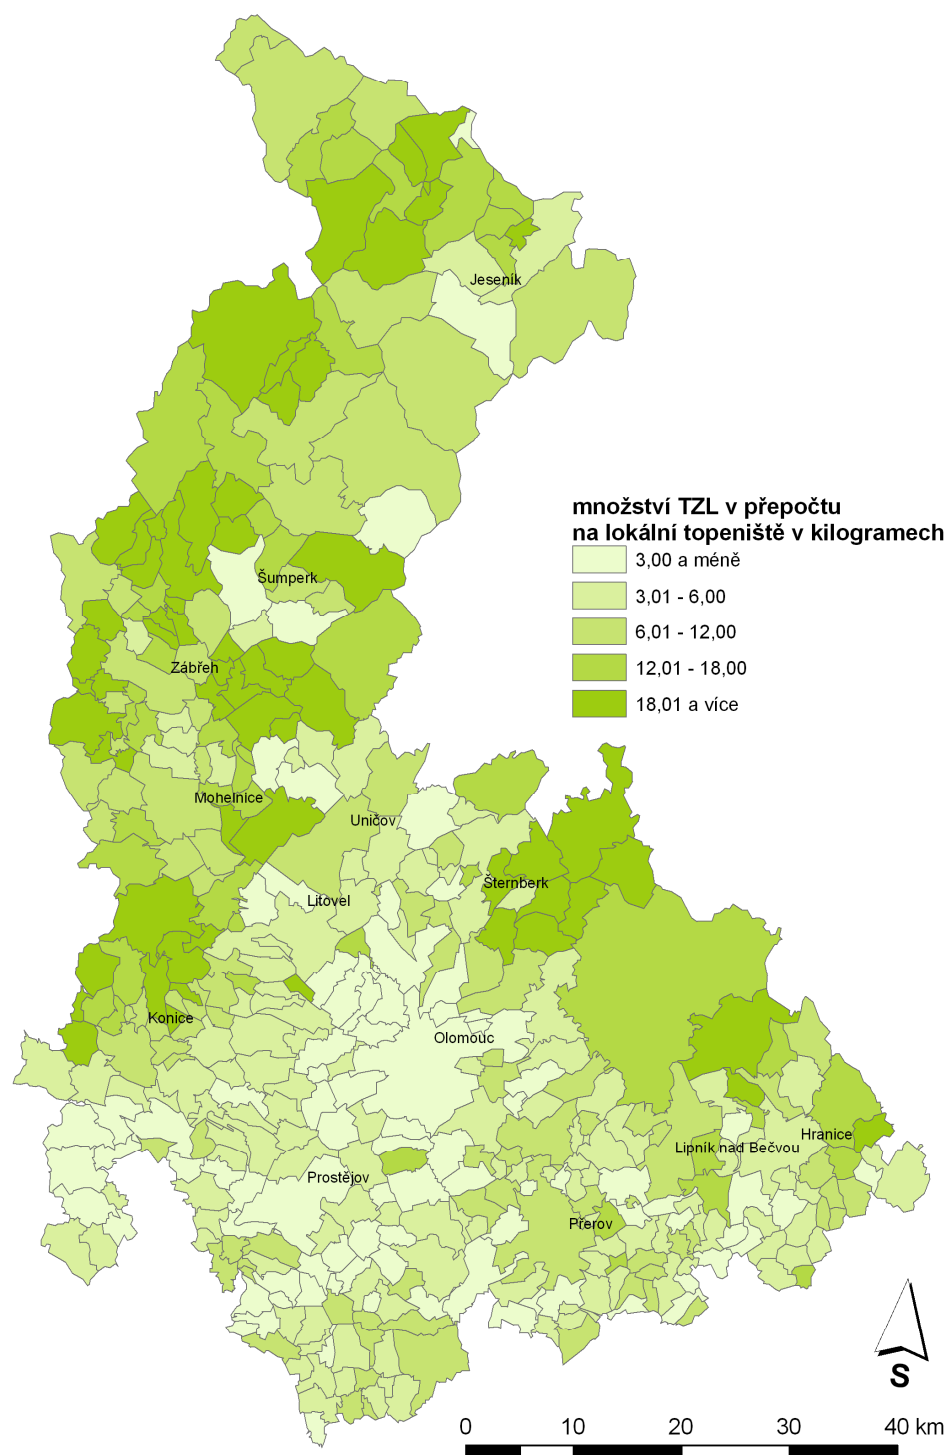 Jeseník
množství TZL v přepočtu
na lokální topeniště v kilogramech
3,00 a méně
3,01 - 6,00
6,01 - 12,00
12,01 - 18,00
18,01 a více
Šumperk
Zábřeh
Mohelnice
Uničov
Šternberk
Litovel
Konice
Olomouc
Hranice
Lipník nad Bečvou
Prostějov
Přerov
S
0 10 20 30 40 km